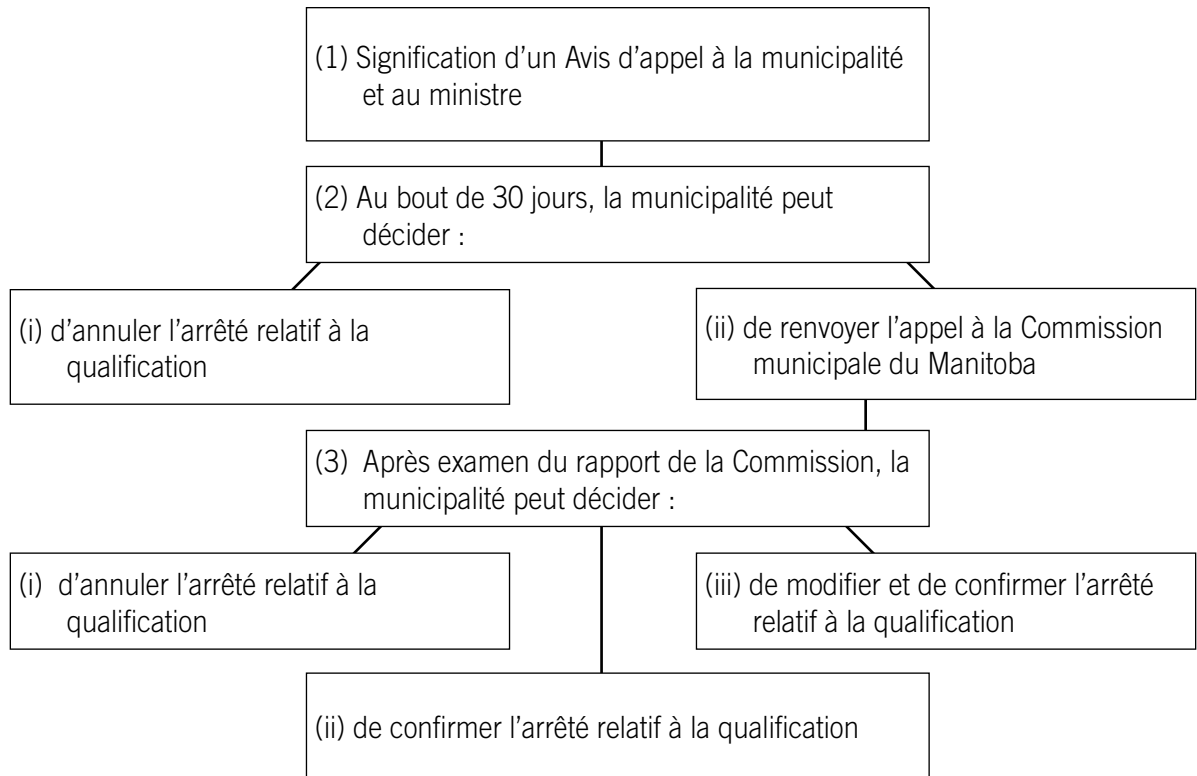 (1) Signification d’un Avis d’appel à la municipalité
et au ministre
(2) Au bout de 30 jours, la municipalité peut
décider :
(i) d’annuler l’arrêté relatif à la
qualification
(ii) de renvoyer l’appel à la Commission
municipale du Manitoba
(3) Après examen du rapport de la Commission, la
municipalité peut décider :
(i) d’annuler l’arrêté relatif à la
qualification
(iii) de modifier et de confirmer l’arrêté
relatif à la qualification
(ii) de confirmer l’arrêté relatif à la qualification